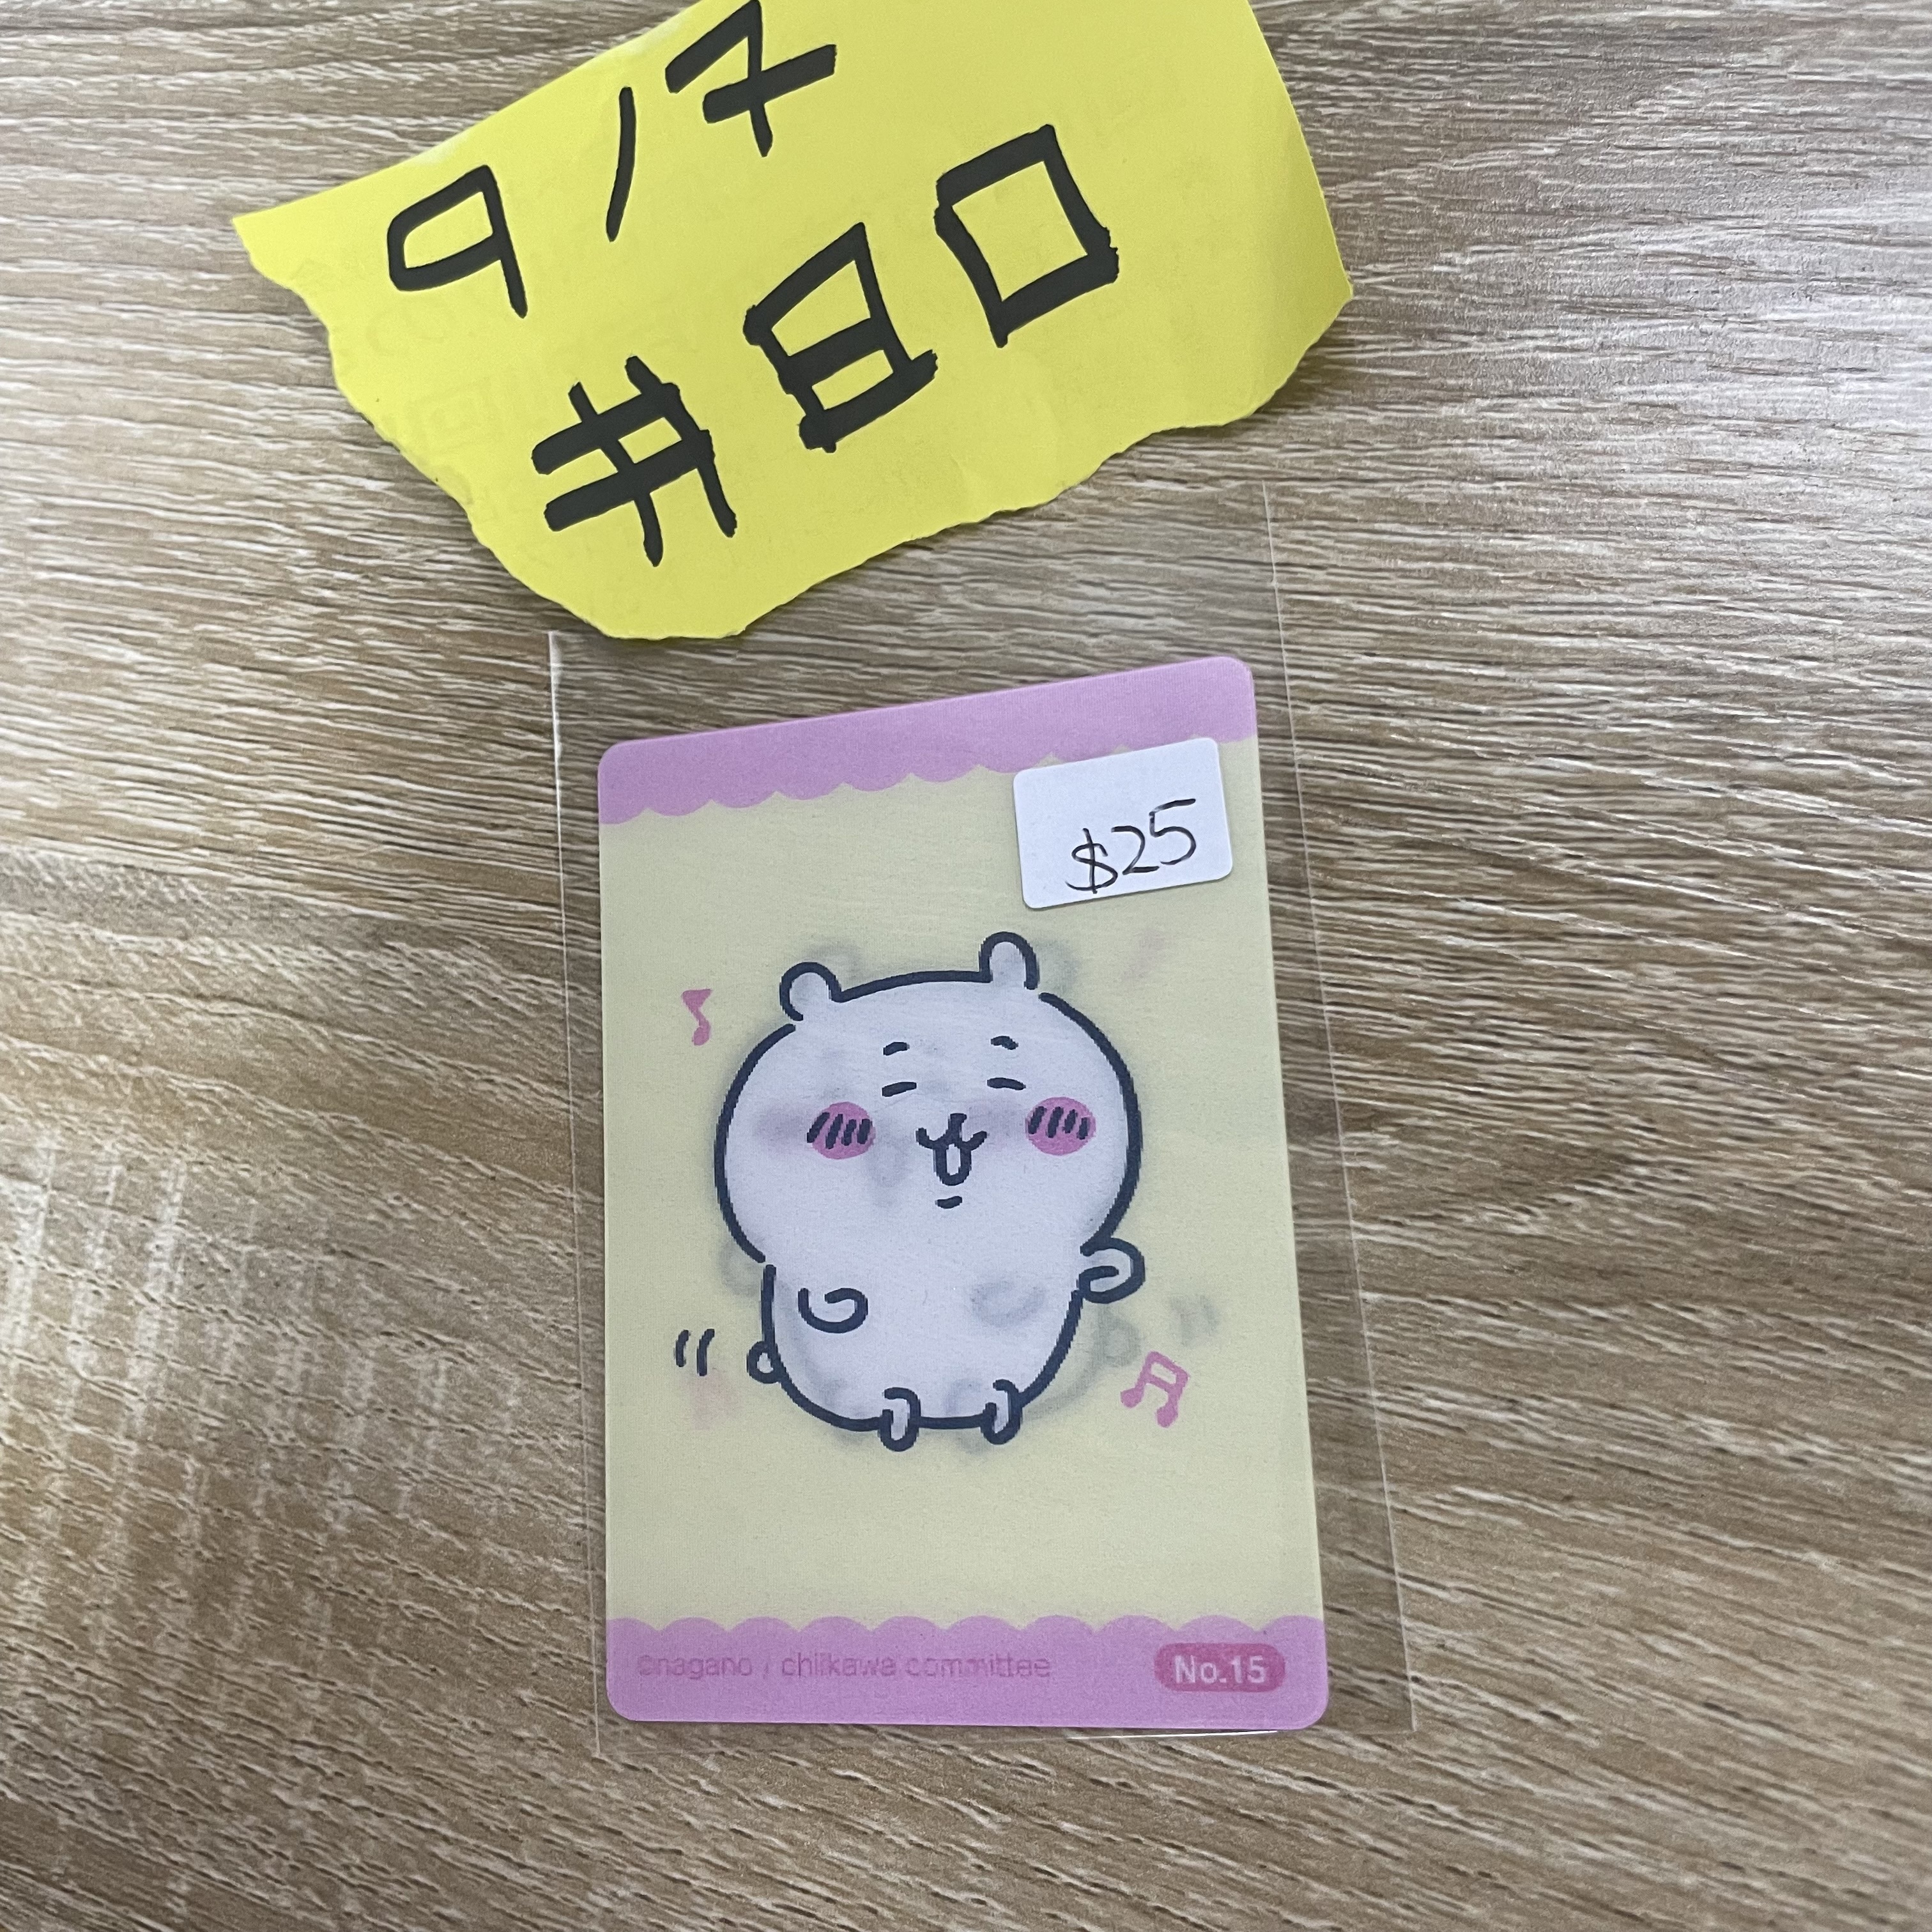 9/7
#80
$25
©nagano / chiikawa committee
No.15